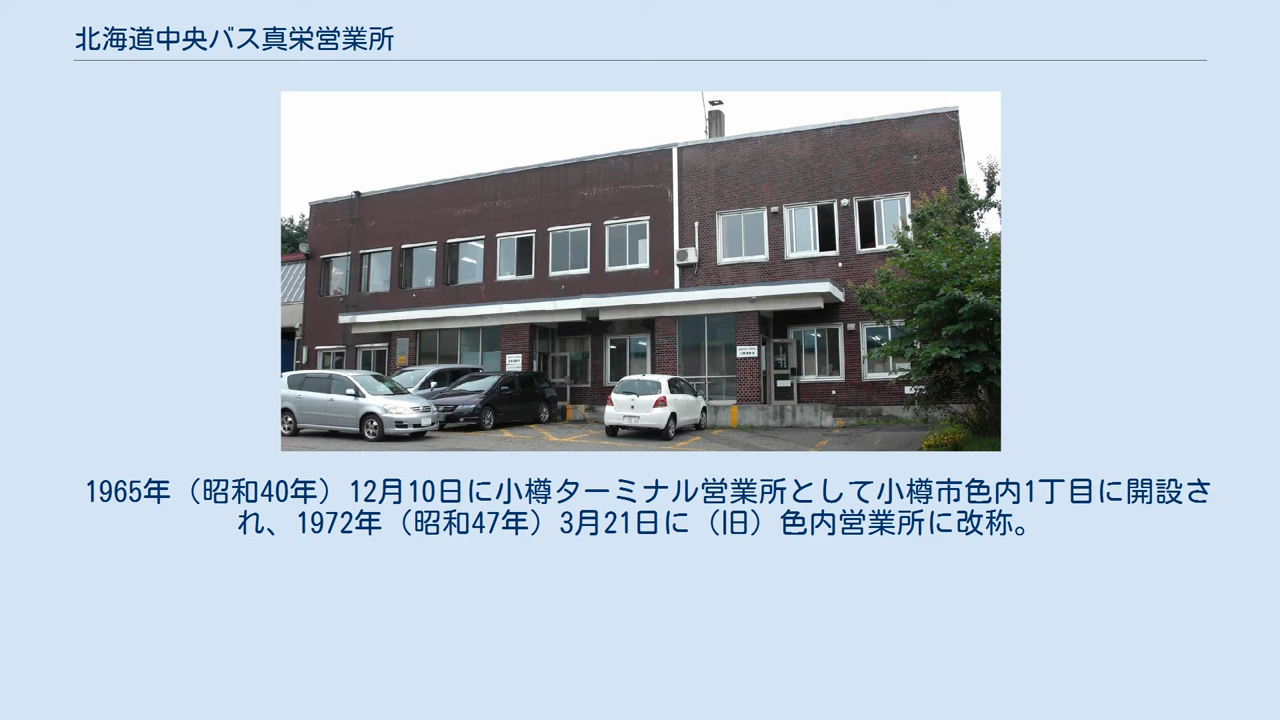 北海道中央バス真栄営業所
1965年（昭和40年）12月10日に小樽ターミナル営業所として小樽市色内1丁目に開設さ
れ、1972年（昭和47年）3月21日に（旧）色内営業所に改称。